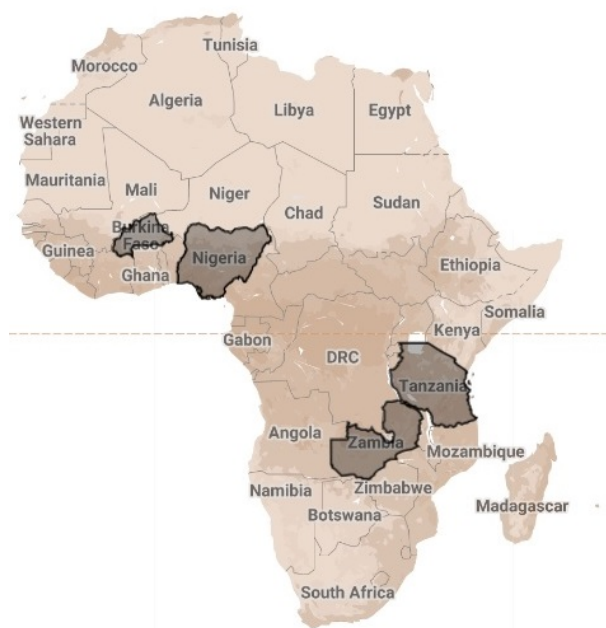 Tunisia
Morocco
Algeria
Libya
Egypt
Western
Sahara
Mauritania
Mali
Niger
Chad
Sudan
Burkina
Faso
Guinea
Ghana
Nigeria
Ethiopia
Somalia
Kenya
Gabon
DRC
Tanzania
Angola
Zambia
Mozambique
Namibia
Zimbabwe
Botswana
Madagascar
South Africa